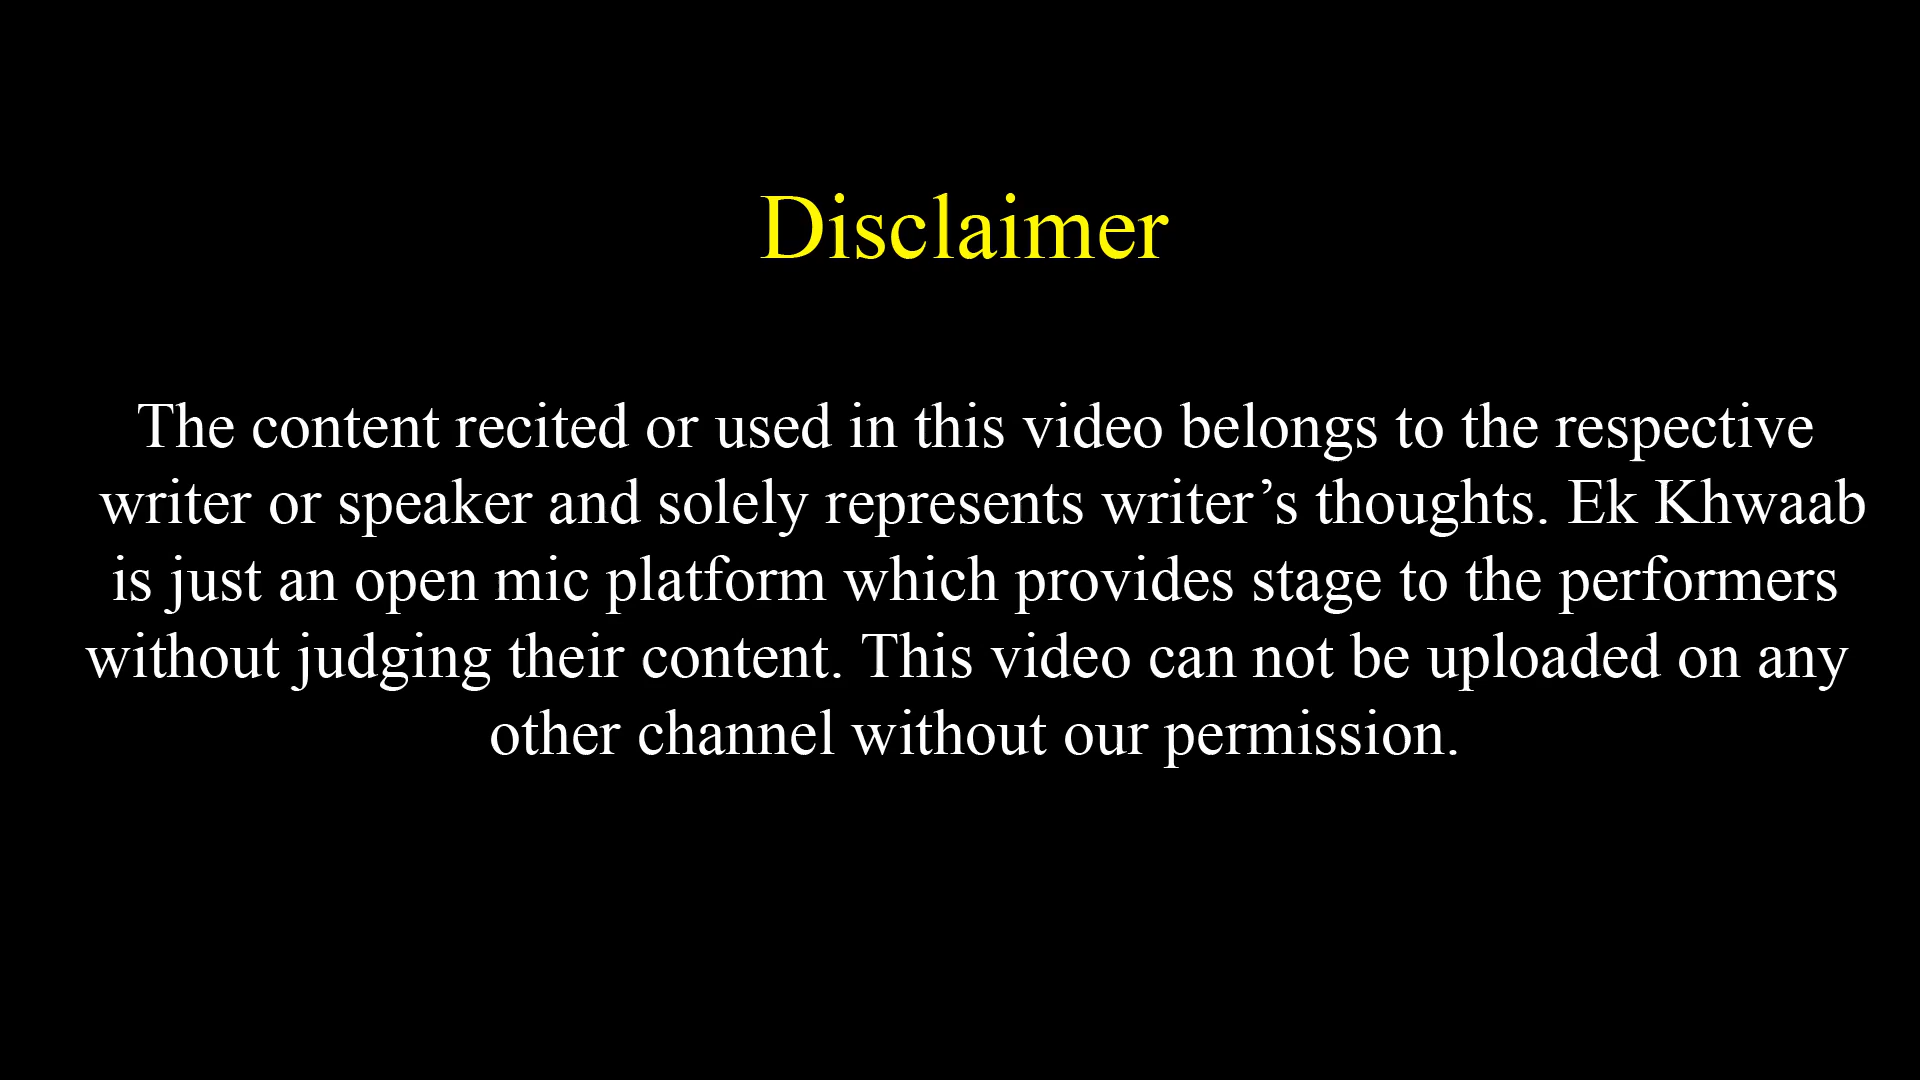 Disclaimer
The content recited or used in this video belongs to the respective
writer or speaker and solely represents writer’s thoughts. Ek Khwaab
is just an open mic platform which provides stage to the performers
without judging their content. This video can not be uploaded on any
other channel without our permission.